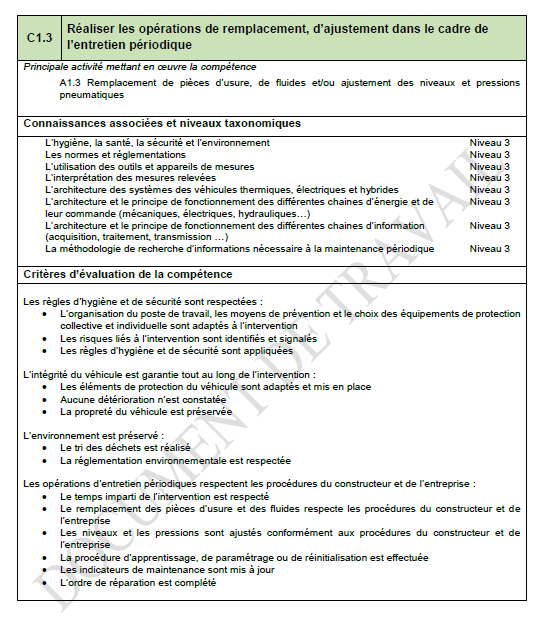 C1.3
Réaliser les opérations de remplacement, d'ajustement dans le cadre de
l'entretien périodique
Principale activité mettant en œuvre la compétence
A1.3 Remplacement de pièces d'usure, de fluides et/ou ajustement des niveaux et pressions
pneumatiques
Connaissances associées et niveaux taxonomiques
L'hygiène, la santé, la sécurité et l'environnement Niveau 3
Les normes et réglementations Niveau 3
L'utilisation des outils et appareils de mesures Niveau 3
L'interprétation des mesures relevées Niveau 3
L'architecture des systèmes des véhicules thermiques, électriques et hybrides Niveau 3
L'architecture et le principe de fonctionnement des différentes chaines d'énergie et de Niveau 3
leur commande (mécaniques, électriques, hydrauliques…)
L'architecture et le principe de fonctionnement des différentes chaines d'information Niveau 3
(acquisition, traitement, transmission …)
La méthodologie de recherche d'informations nécessaire à la maintenance périodique Niveau 3
Critères d'évaluation de la compétence
Les règles d'hygiène et de sécurité sont respectées :
• L'organisation du poste de travail, les moyens de prévention et le choix des équipements de protection
collective et individuelle sont adaptés à l'intervention
• Les risques liés à l'intervention sont identifiés et signalés
• Les règles d'hygiène et de sécurité sont appliquées
L'intégrité du véhicule est garantie tout au long de l'intervention :
• Les éléments de protection du véhicule sont adaptés et mis en place
• Aucune détérioration n'est constatée
• La propreté du véhicule est préservée
L'environnement est préservé :
• Le tri des déchets est réalisé
• La réglementation environnementale est respectée
Les opérations d'entretien périodiques respectent les procédures du constructeur et de l'entreprise :
• Le temps imparti de l'intervention est respecté
• Le remplacement des pièces d'usure et des fluides respecte les procédures du constructeur et de
l'entreprise
• Les niveaux et les pressions sont ajustés conformément aux procédures du constructeur et de
l'entreprise
• La procédure d'apprentissage, de paramétrage ou de réinitialisation est effectuée
• Les indicateurs de maintenance sont mis à jour
• L'ordre de réparation est complété
DOCUMENT DE TRAVAIL